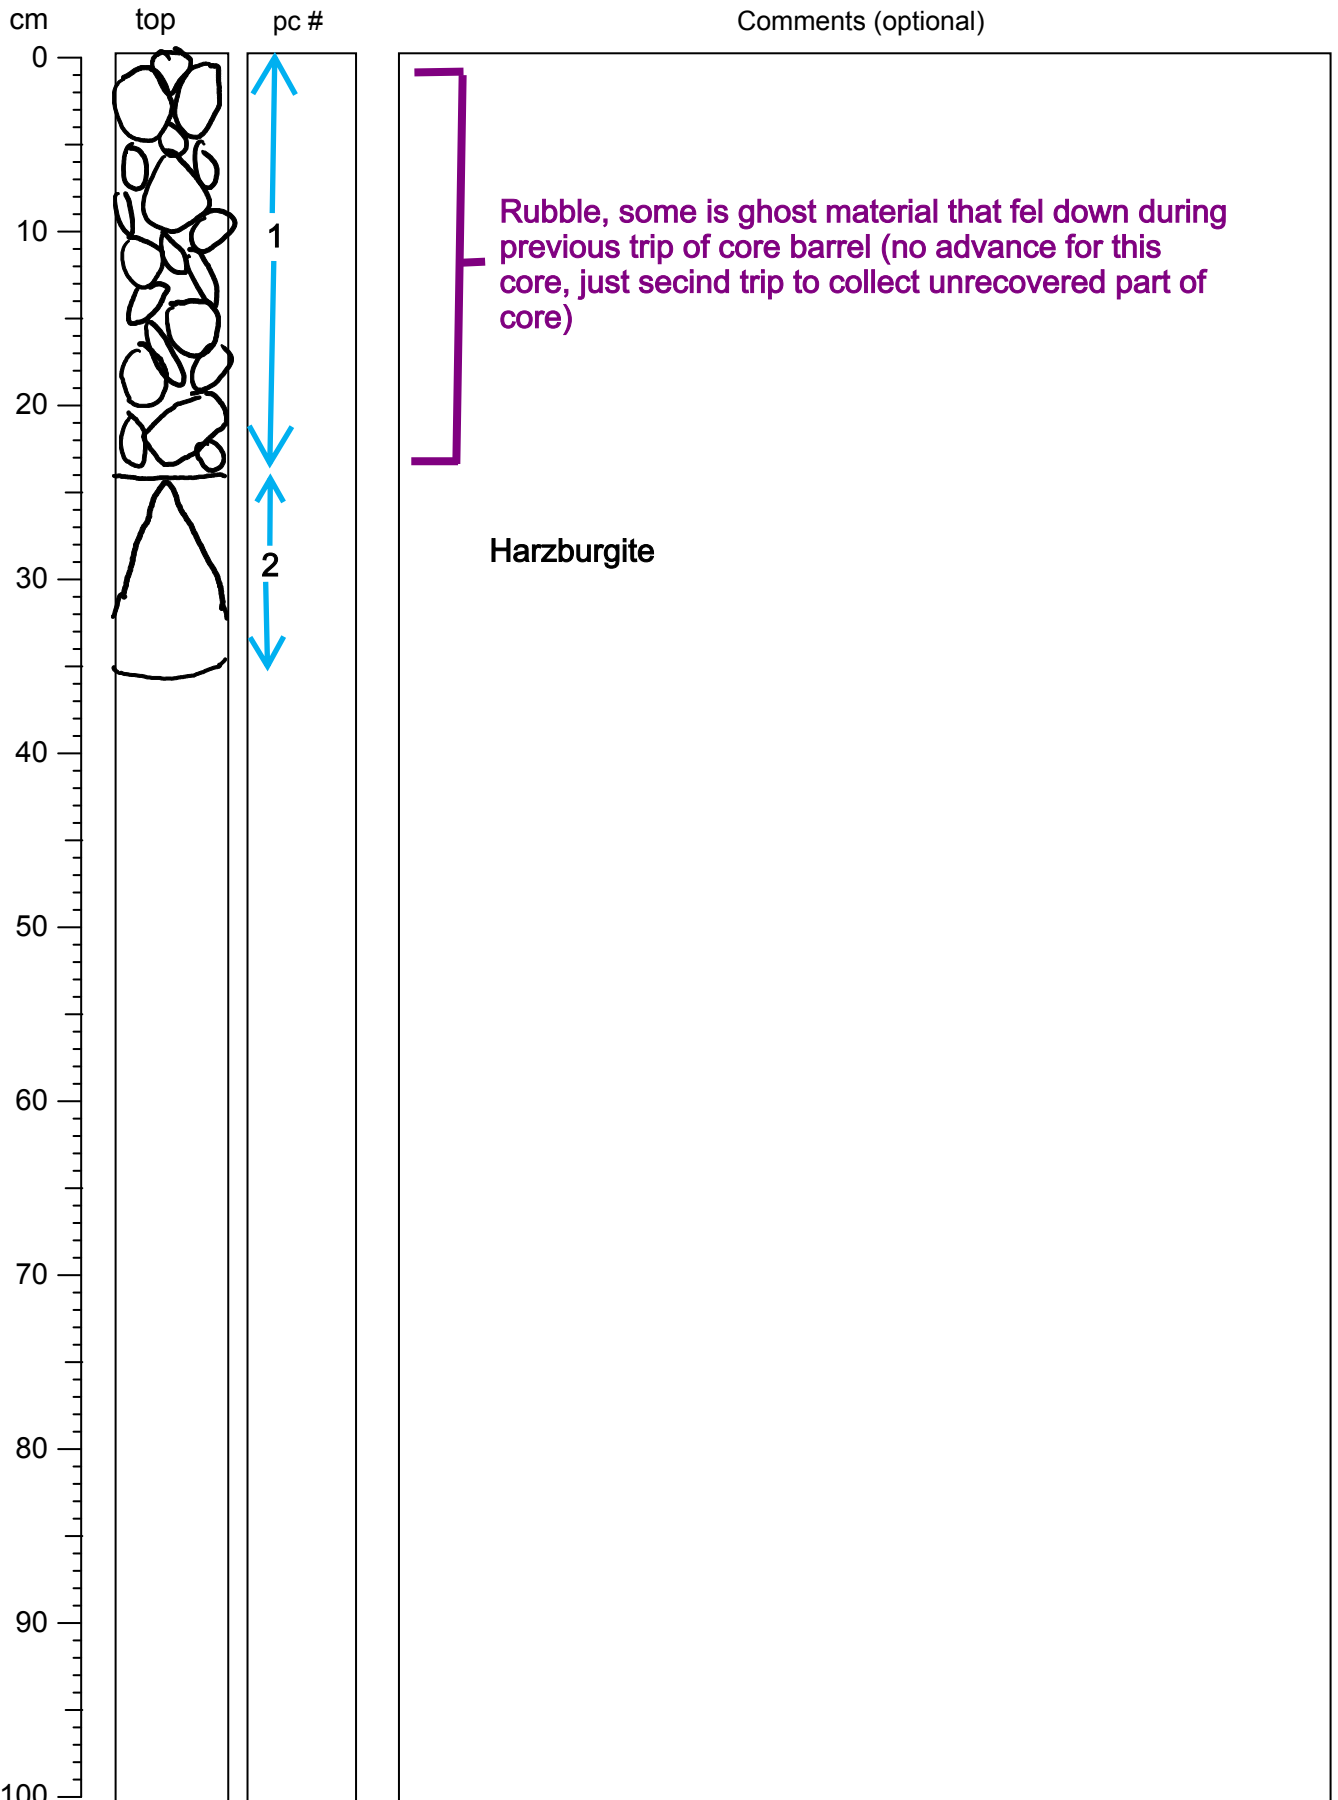 cm top pc # Comments (optional)
0
Rubble, some is ghost material that fel down during
10 1 previous trip of core barrel (no advance for this
core, just secind trip to collect unrecovered part of
core)
20
2 Harzburgite
30
40
50
60
70
80
90
100